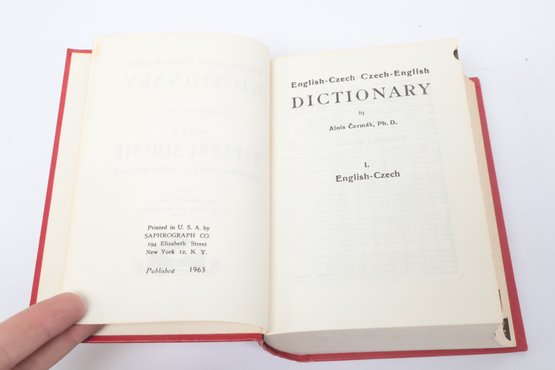 Printed in U. S. A. by
SAPHROGRAPH CO.
194 Elizabeth Street
New York 12, N. Y.
Published 1963
English-Czech Czech-English
DICTIONARY
by
Alois Čermák, Ph. D.
I.
English-Czech